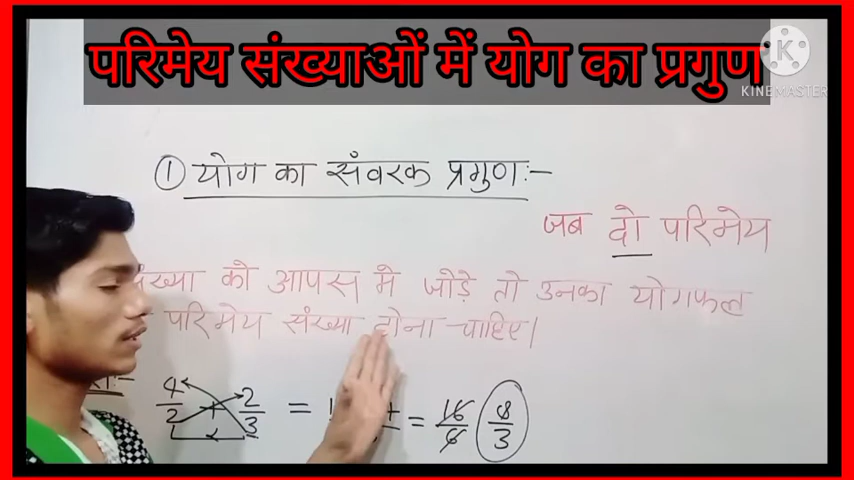 परिमेय संख्याओं में योग का प्रगुण
KINEMASTER
① योग का संवरक प्रगुण:-
जब दो परिमेय
संख्या को आपस मे जोड़े तो उनका योगफल
परिमेय संख्या होना चाहिए।
4/2 + 2/3 = = 16/6 8/3